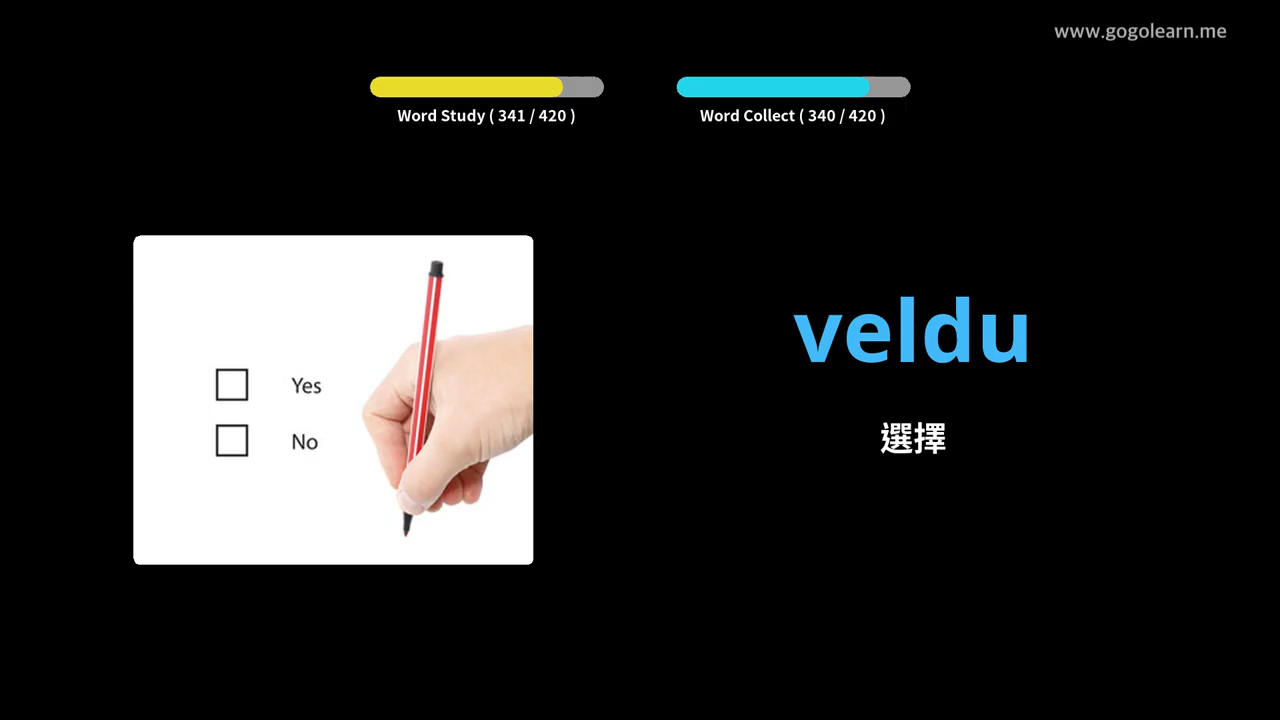 www.gogolearn.me
Word Study ( 341 / 420 )
Word Collect ( 340 / 420 )
Yes
No
veldu
選擇